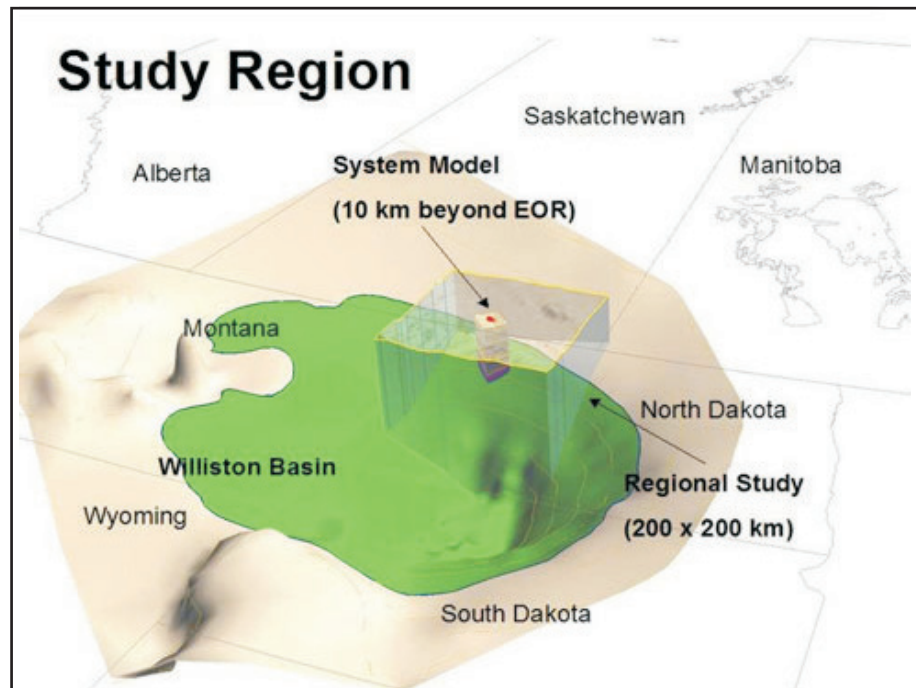 Study Region
Saskatchewan
Alberta
System Model
(10 km beyond EOR)
Manitoba
Montana
North Dakota
Williston Basin
Regional Study
(200 x 200 km)
Wyoming
South Dakota